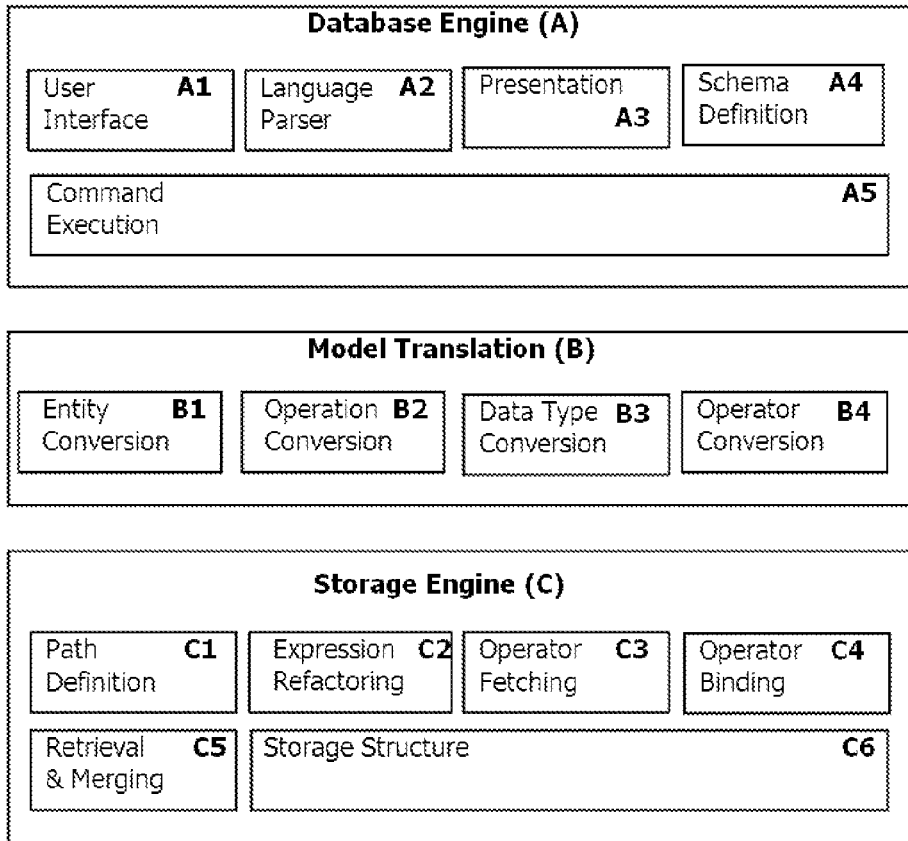 Database Engine (A)
User A1
Interface
Language A2
Parser
Presentation
A3
Schema A4
Definition
Command A5
Execution
Model Translation (B)
Entity B1
Conversion
Operation B2
Conversion
Data Type B3
Conversion
Operator B4
Conversion
Storage Engine (C)
Path C1
Definition
Expression C2
Refactoring
Operator C3
Fetching
Operator C4
Binding
Retrieval C5
& Merging
Storage Structure C6